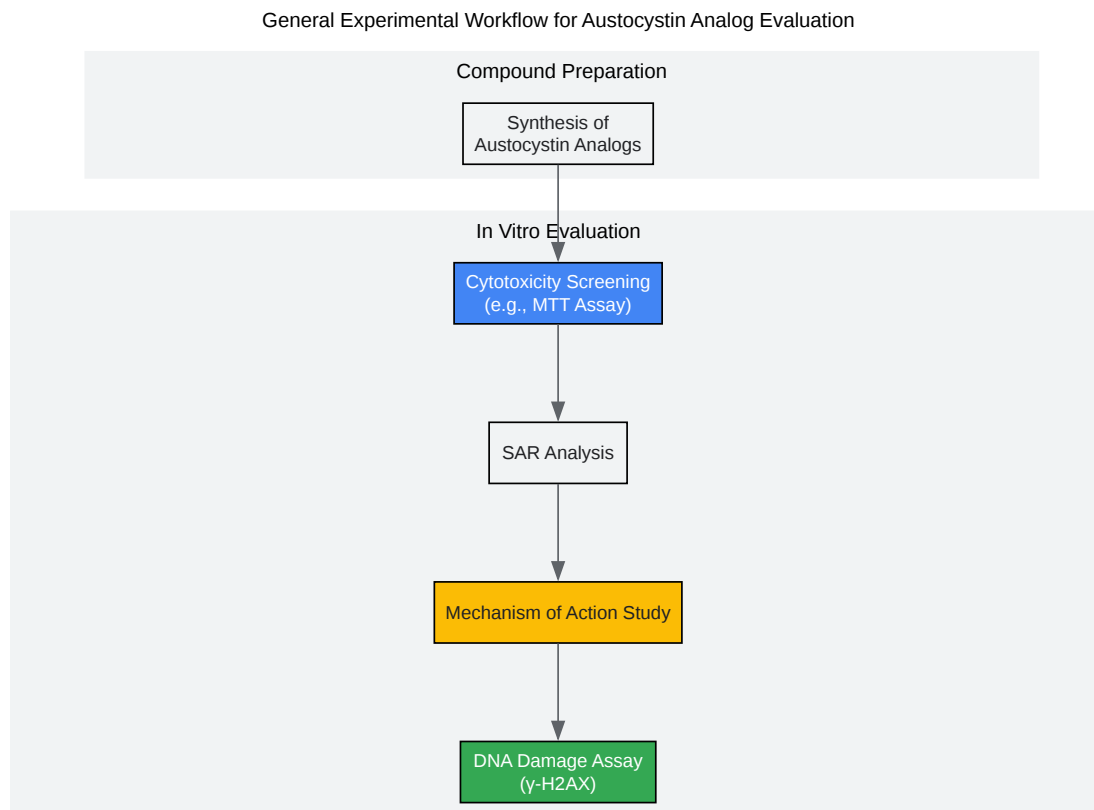 General Experimental Workflow for Austocystin Analog Evaluation
Compound Preparation
Synthesis of
Austocystin Analogs
In Vitro Evaluation
Cytotoxicity Screening
(e.g., MTT Assay)
SAR Analysis
Mechanism of Action Study
DNA Damage Assay
(γ-H2AX)